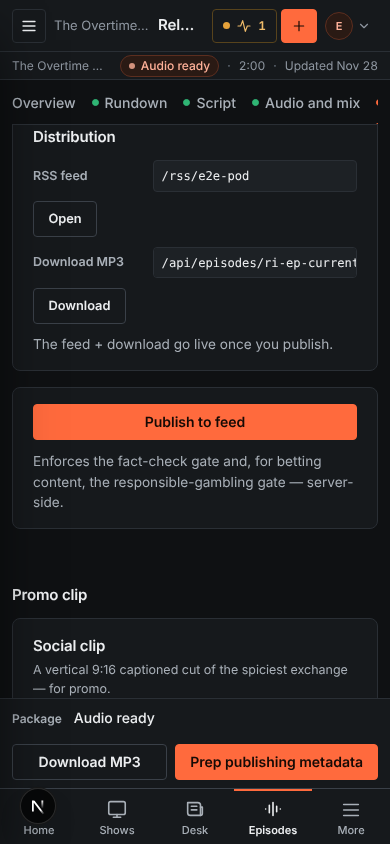 The Overtime... Rel... 1 + E
The Overtime ... Audio ready · 2:00 · Updated Nov 28
Overview Rundown Script Audio and mix
Distribution
RSS feed /rss/e2e-pod
Open
Download MP3 /api/episodes/ri-ep-current
Download
The feed + download go live once you publish.
Publish to feed
Enforces the fact-check gate and, for betting
content, the responsible-gambling gate — server-
side.
Promo clip
Social clip
A vertical 9:16 captioned cut of the spiciest exchange
— for promo.
Package Audio ready
Download MP3 Prep publishing metadata
N
Home Shows Desk Episodes More